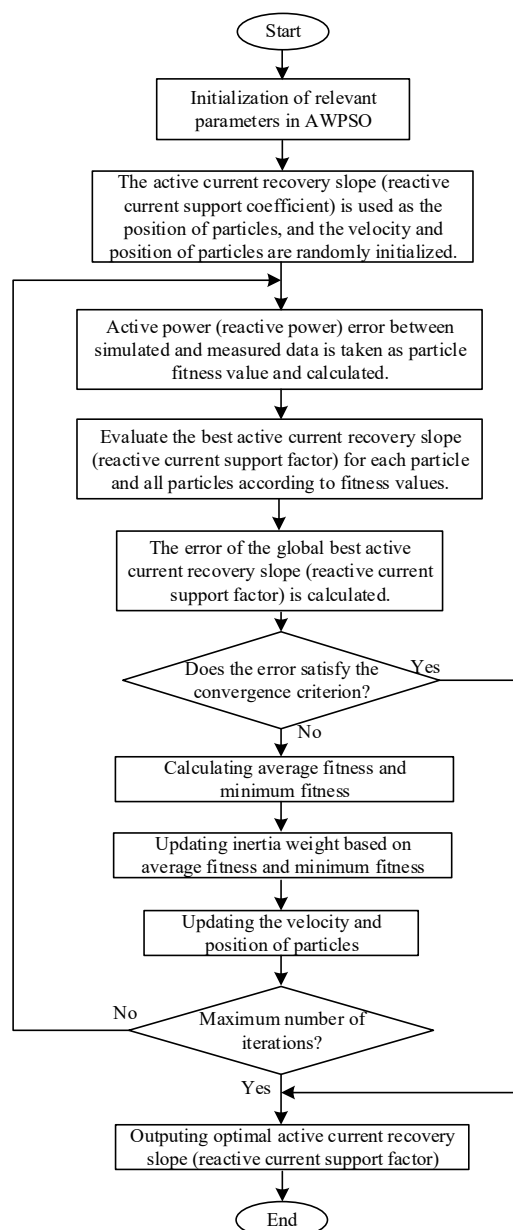 Start
Initialization of relevant
parameters in AWPSO
The active current recovery slope (reactive
current support coefficient) is used as the
position of particles, and the velocity and
position of particles are randomly initialized.
Active power (reactive power) error between
simulated and measured data is taken as particle
fitness value and calculated.
Evaluate the best active current recovery slope
(reactive current support factor) for each particle
and all particles according to fitness values.
The error of the global best active
current recovery slope (reactive current
support factor) is calculated.
Does the error satisfy the
convergence criterion?
Yes
No
Calculating average fitness and
minimum fitness
Updating inertia weight based on
average fitness and minimum fitness
Updating the velocity and
position of particles
No
Maximum number of
iterations?
Yes
Outputing optimal active current recovery
slope (reactive current support factor)
End